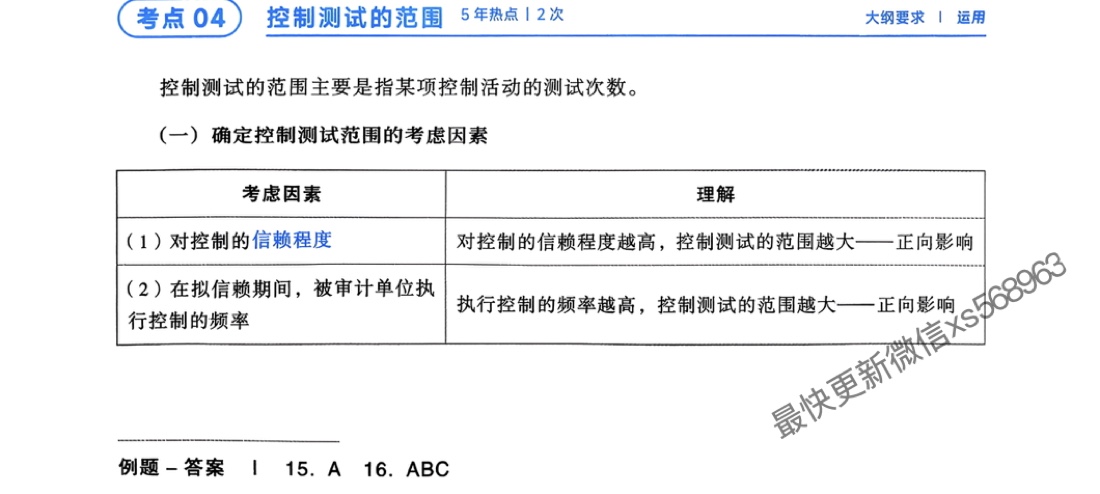 考点 04 控制测试的范围 5年热点 | 2次 大纲要求 | 运用
控制测试的范围主要是指某项控制活动的测试次数。
（一）确定控制测试范围的考虑因素
考虑因素 理解
（1）对控制的信赖程度 对控制的信赖程度越高，控制测试的范围越大——正向影响
（2）在拟信赖期间，被审计单位执
行控制的频率 执行控制的频率越高，控制测试的范围越大——正向影响
最快更新微信xs568963
例题 – 答案 | 15. A 16. ABC